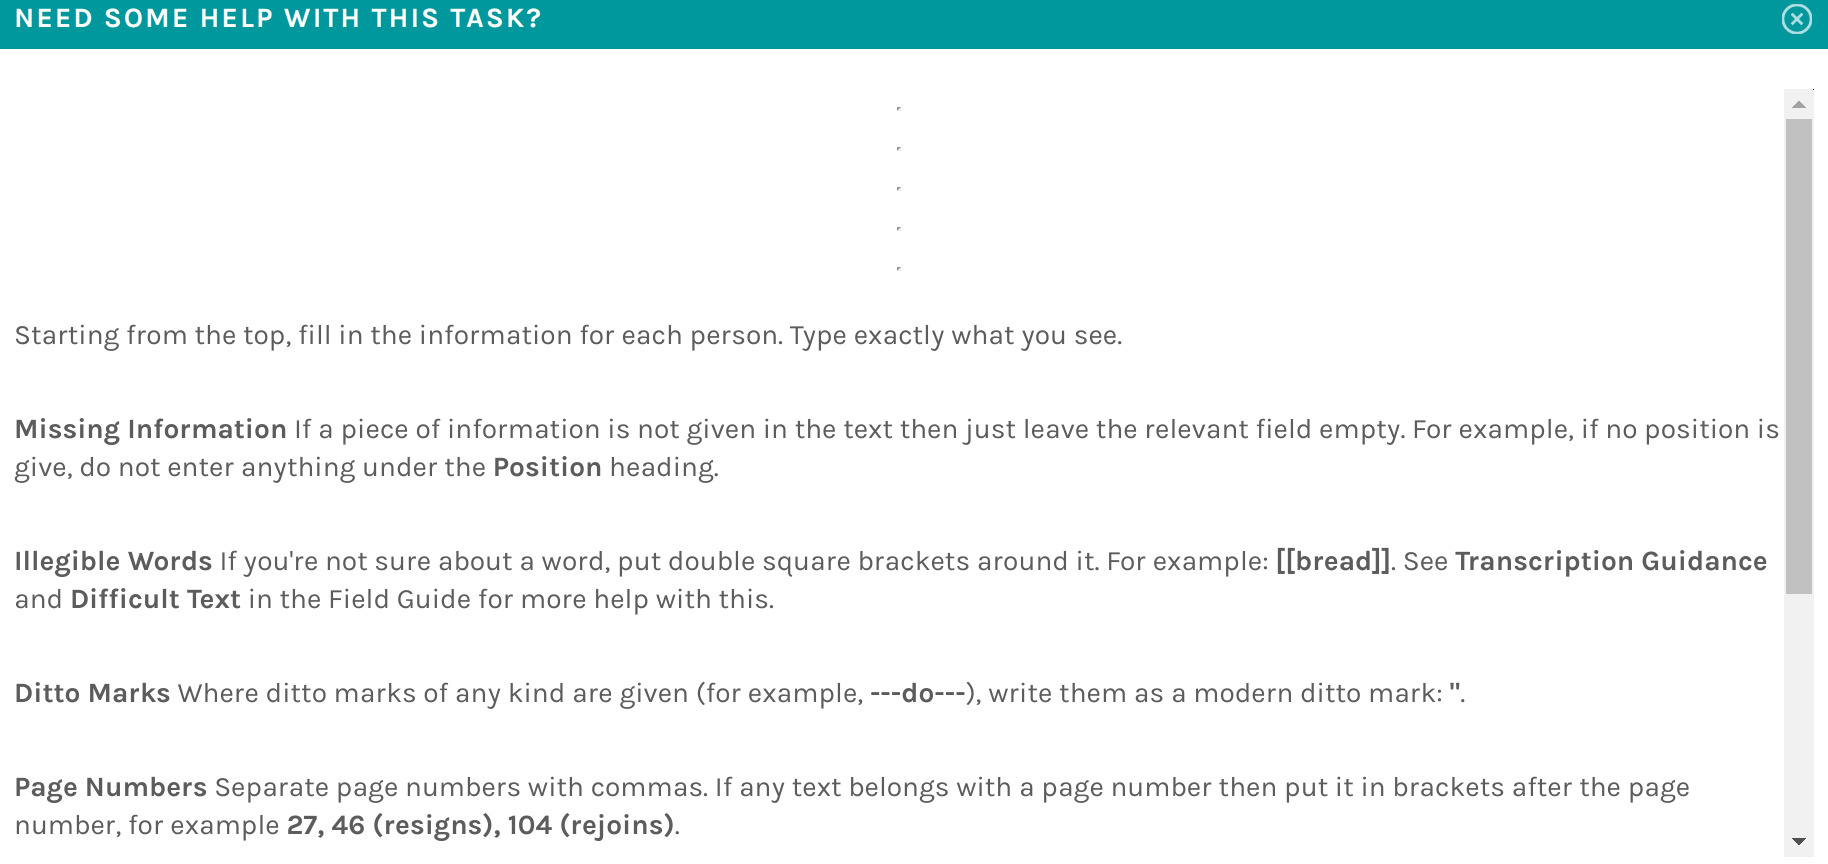 NEED SOME HELP WITH THIS TASK?
Starting from the top, fill in the information for each person. Type exactly what you see.
Missing Information If a piece of information is not given in the text then just leave the relevant field empty. For example, if no position is
give, do not enter anything under the Position heading.
Illegible Words If you're not sure about a word, put double square brackets around it. For example: [[bread]]. See Transcription Guidance
and Difficult Text in the Field Guide for more help with this.
Ditto Marks Where ditto marks of any kind are given (for example, ---do---), write them as a modern ditto mark: ".
Page Numbers Separate page numbers with commas. If any text belongs with a page number then put it in brackets after the page
number, for example 27, 46 (resigns), 104 (rejoins).